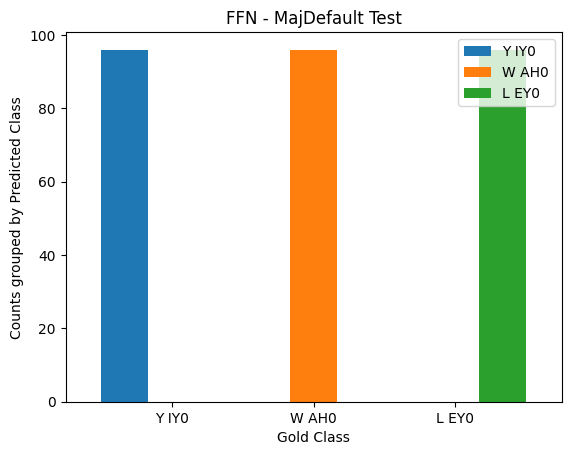 FFN - MajDefault Test
Y IY0
W AH0
L EY0
Counts grouped by Predicted Class
100
80
60
40
20
0
Y IY0 W AH0 L EY0
Gold Class